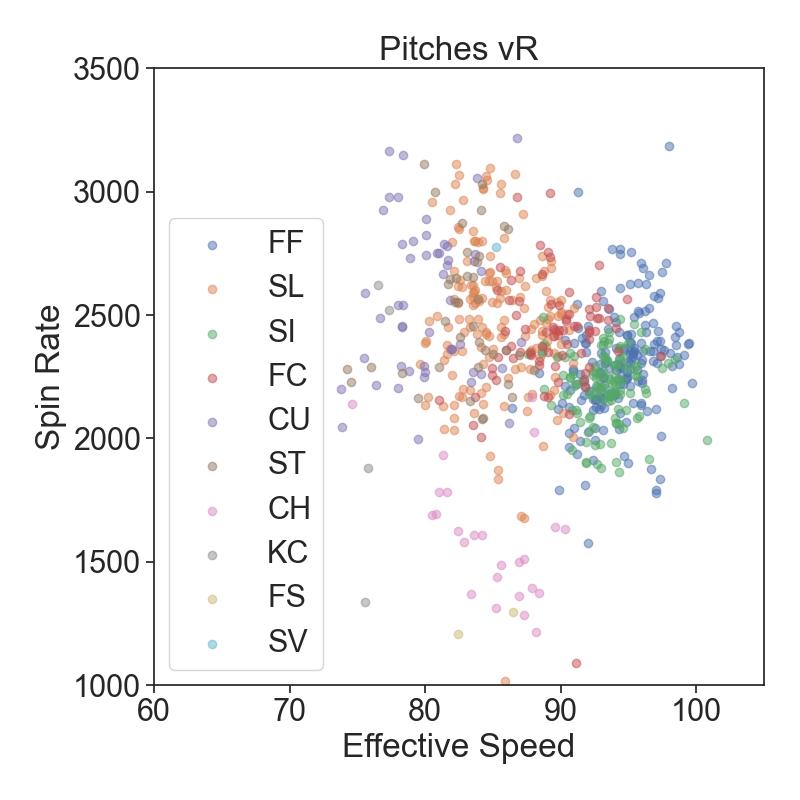 Pitches vR
3500
3000
2500
2000
1500
1000
Spin Rate
FF
SL
SI
FC
CU
ST
CH
KC
FS
SV
60 70 80 90 100
Effective Speed